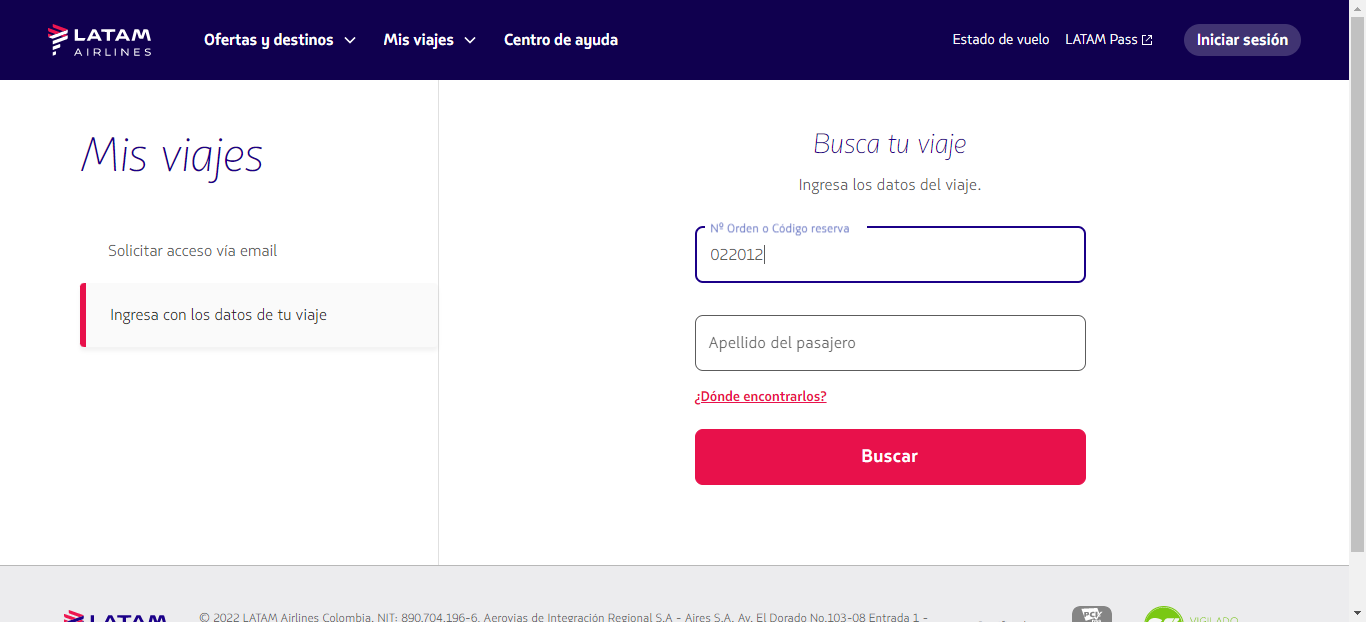 LATAM
AIRLINES
Ofertas y destinos
Mis viajes
Centro de ayuda
Estado de vuelo
LATAM Pass
Iniciar sesión
Mis viajes
Solicitar acceso vía email
Ingresa con los datos de tu viaje
Busca tu viaje
Ingresa los datos del viaje.
Nº Orden o Código reserva
022012
Apellido del pasajero
¿Dónde encontrarlos?
Buscar
LATAM
© 2022 LATAM Airlines Colombia. NIT: 890.704.196-6. Aerovias de Integración Regional S.A - Aires S.A. Av. El Dorado No.103-08 Entrada 1 -
PCI
VIGILADO